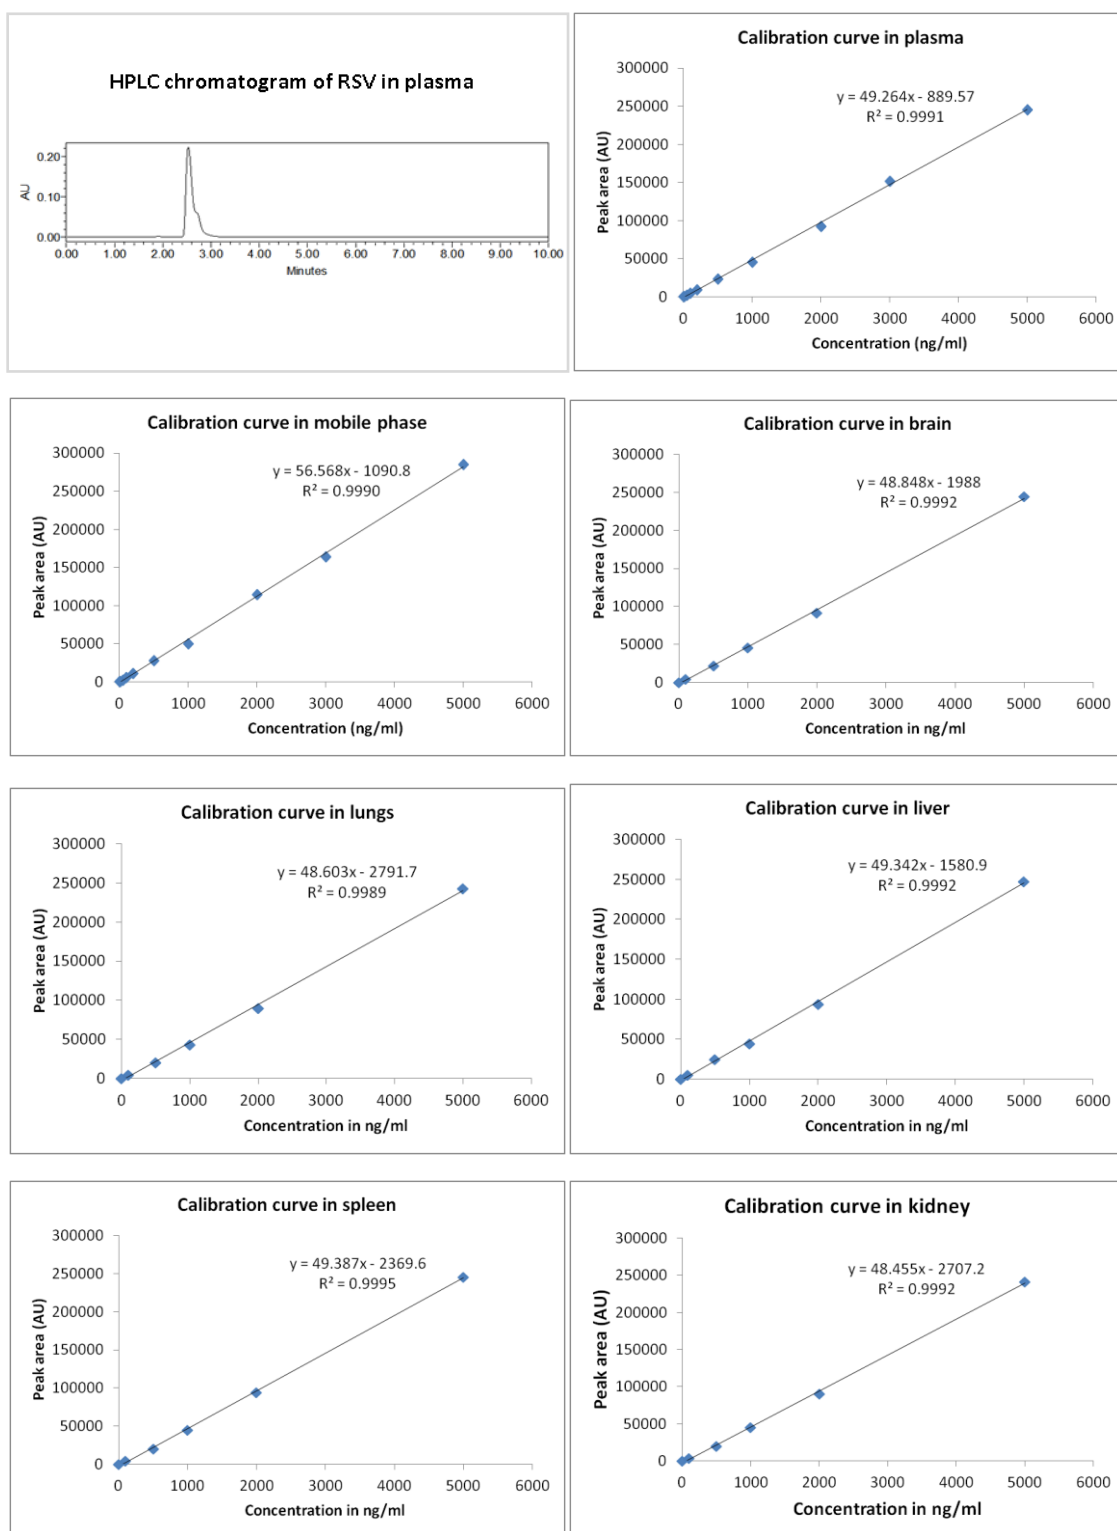 HPLC chromatogram of RSV in plasma
0.20
0.10
0.00
AU
0.00 1.00 2.00 3.00 4.00 5.00 6.00 7.00 8.00 9.00 10.00
Minutes
Calibration curve in plasma
y = 49.264x - 889.57
R² = 0.9991
300000
250000
200000
150000
100000
50000
0
Peak area (AU)
0 1000 2000 3000 4000 5000 6000
Concentration (ng/ml)
Calibration curve in mobile phase
y = 56.568x - 1090.8
R² = 0.9990
300000
250000
200000
150000
100000
50000
0
Peak area (AU)
0 1000 2000 3000 4000 5000 6000
Concentration (ng/ml)
Calibration curve in brain
y = 48.848x - 1988
R² = 0.9992
300000
250000
200000
150000
100000
50000
0
Peak area (AU)
0 1000 2000 3000 4000 5000 6000
Concentration in ng/ml
Calibration curve in lungs
y = 48.603x - 2791.7
R² = 0.9989
300000
250000
200000
150000
100000
50000
0
Peak area (AU)
0 1000 2000 3000 4000 5000 6000
Concentration in ng/ml
Calibration curve in liver
y = 49.342x - 1580.9
R² = 0.9992
300000
250000
200000
150000
100000
50000
0
Peak area (AU)
0 1000 2000 3000 4000 5000 6000
Concentration in ng/ml
Calibration curve in spleen
y = 49.387x - 2369.6
R² = 0.9995
300000
250000
200000
150000
100000
50000
0
Peak area (AU)
0 1000 2000 3000 4000 5000 6000
Concentration in ng/ml
Calibration curve in kidney
y = 48.455x - 2707.2
R² = 0.9992
300000
250000
200000
150000
100000
50000
0
Peak area (AU)
0 1000 2000 3000 4000 5000 6000
Concentration in ng/ml